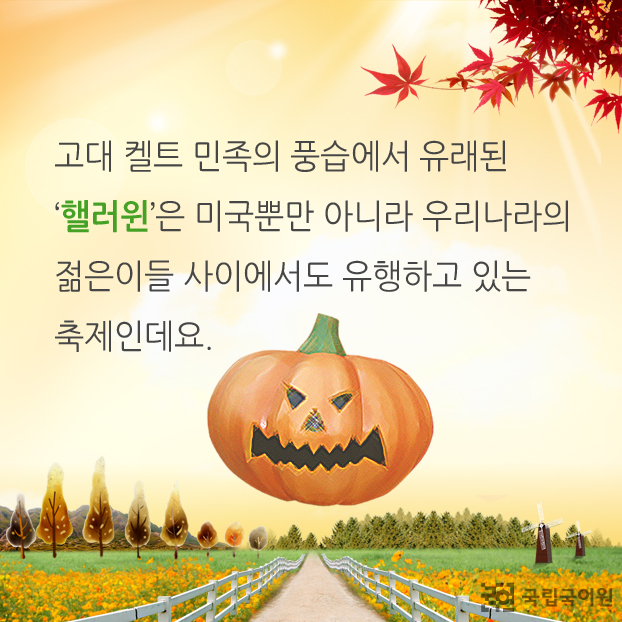 고대 켈트 민족의 풍습에서 유래된
‘핼러윈’은 미국뿐만 아니라 우리나라의
젊은이들 사이에서도 유행하고 있는
축제인데요.
국립국어원